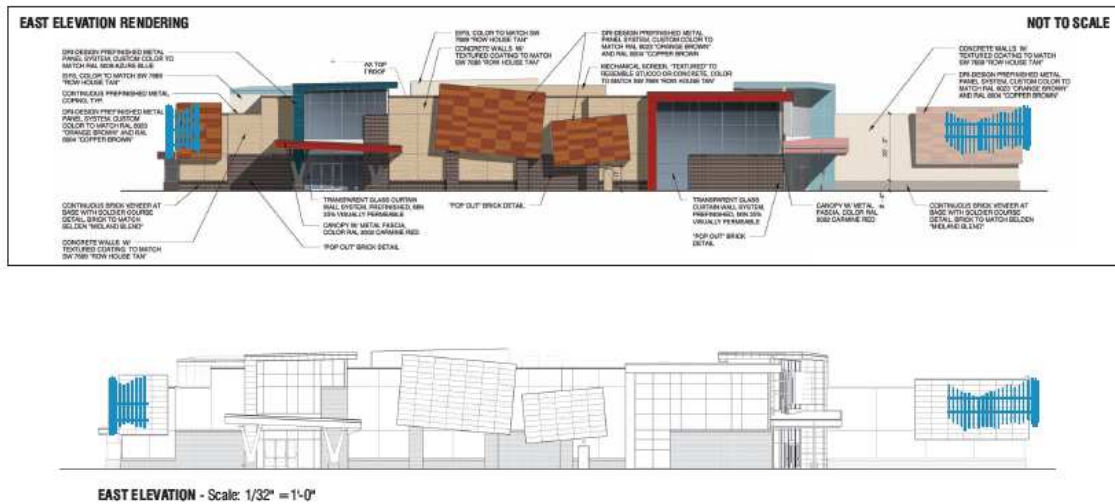 EAST ELEVATION RENDERING
NOT TO SCALE
DRI-DESIGN PREFINISHED METAL
PANEL SYSTEM, CUSTOM COLOR TO
MATCH RAL 5009 AZURE BLUE
EIFS, COLOR TO MATCH SW 7689
"ROW HOUSE TAN"
CONTINUOUS PREFINISHED METAL
COPING, TYP.
DRI-DESIGN PREFINISHED METAL
PANEL SYSTEM, CUSTOM
COLOR TO MATCH RAL 8023
"ORANGE BROWN" AND RAL
8004 "COPPER BROWN"
EIFS, COLOR TO MATCH SW
7689 "ROW HOUSE TAN"
CONCRETE WALLS W/
TEXTURED COATING TO MATCH
SW 7689 "ROW HOUSE TAN"
DRI-DESIGN PREFINISHED METAL
PANEL SYSTEM, CUSTOM COLOR TO
MATCH RAL 8023 "ORANGE BROWN"
AND RAL 8004 "COPPER BROWN
MECHANICAL SCREEN, "TEXTURED" TO
RESEMBLE STUCCO OR CONCRETE, COLOR
TO MATCH SW 7689 "ROW HOUSE TAN"
CONCRETE WALLS W/
TEXTURED COATING TO MATCH
SW 7689 "ROW HOUSE TAN"
DRI-DESIGN PREFINISHED METAL
PANEL SYSTEM, CUSTOM COLOR TO
MATCH RAL 8023 "ORANGE BROWN"
AND RAL 8004 "COPPER BROWN"
TOP
ROOF
CONTINUOUS BRICK VENEER AT
BASE WITH SOLDIER COURSE
DETAIL, BRICK TO MATCH
BELDEN "MIDLAND BLEND"
CONCRETE WALLS W/
TEXTURED COATING TO MATCH
SW 7689 "ROW HOUSE TAN"
TRANSPARENT GLASS CURTAIN
WALL SYSTEM, PREFINISHED, MIN
35% VISUALLY PERMEABLE
CANOPY W/ METAL FASCIA,
COLOR RAL 3002 CARMINE RED
"POP OUT" BRICK DETAIL
"POP OUT" BRICK DETAIL
TRANSPARENT GLASS
CURTAIN WALL SYSTEM,
PREFINISHED, MIN 35%
VISUALLY PERMEABLE
"POP OUT" BRICK
DETAIL
CANOPY W/ METAL
FASCIA, COLOR RAL
3002 CARMINE RED
CONTINUOUS BRICK VENEER AT
BASE WITH SOLDIER COURSE
DETAIL, BRICK TO MATCH BELDEN
"MIDLAND BLEND"
EAST ELEVATION - Scale: 1/32" = 1'-0"